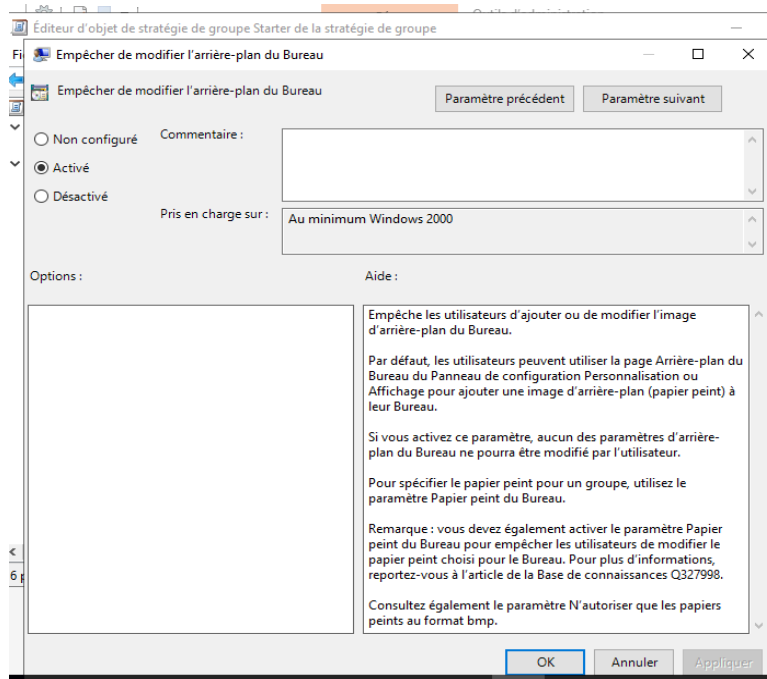 Éditeur d'objet de stratégie de groupe Starter de la stratégie de groupe
Fi
Empêcher de modifier l'arrière-plan du Bureau
Empêcher de modifier l'arrière-plan du Bureau
Paramètre précédent
Paramètre suivant
Non configuré
Commentaire :
Activé
Désactivé
Pris en charge sur :
Au minimum Windows 2000
Options :
Aide :
Empêche les utilisateurs d'ajouter ou de modifier l'image
d'arrière-plan du Bureau.
Par défaut, les utilisateurs peuvent utiliser la page Arrière-plan du
Bureau du Panneau de configuration Personnalisation ou
Affichage pour ajouter une image d'arrière-plan (papier peint) à
leur Bureau.
Si vous activez ce paramètre, aucun des paramètres d'arrière-
plan du Bureau ne pourra être modifié par l'utilisateur.
Pour spécifier le papier peint pour un groupe, utilisez le
paramètre Papier peint du Bureau.
Remarque : vous devez également activer le paramètre Papier
peint du Bureau pour empêcher les utilisateurs de modifier le
papier peint choisi pour le Bureau. Pour plus d'informations,
reportez-vous à l'article de la Base de connaissances Q327998.
Consultez également le paramètre N'autoriser que les papiers
peints au format bmp.
6 p
OK
Annuler
Appliquer